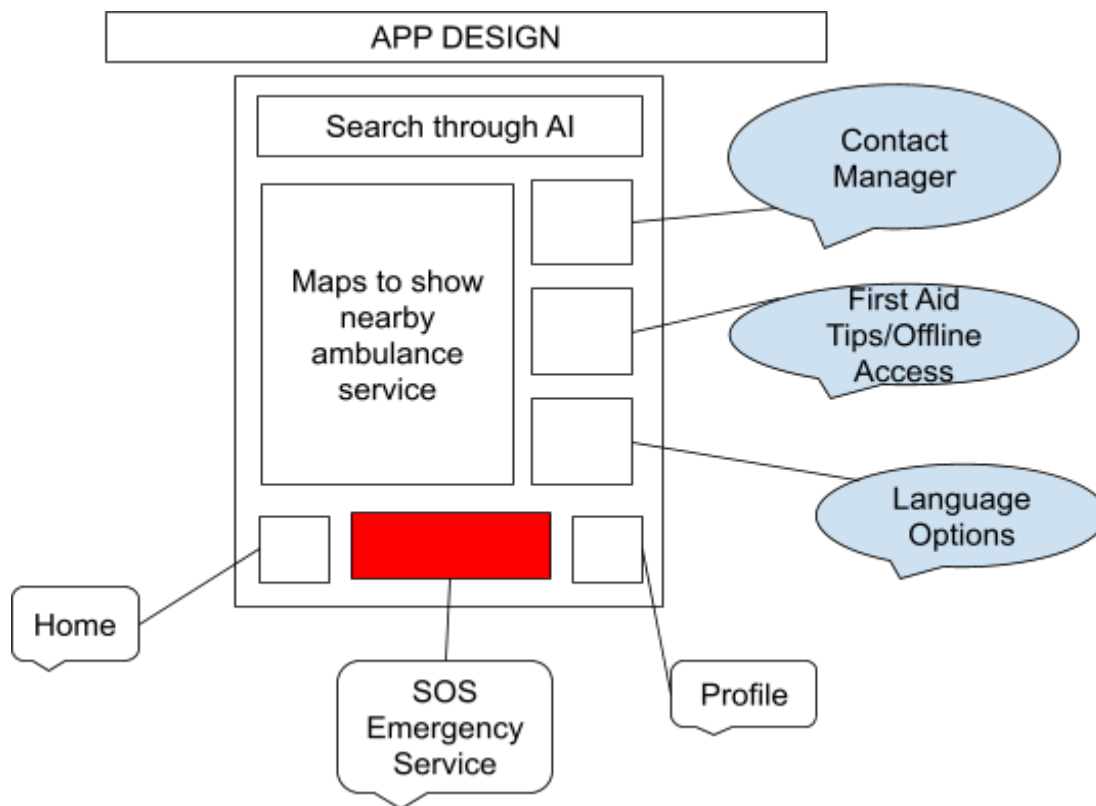 APP DESIGN
Search through AI
Contact
Manager
Maps to show
nearby
ambulance
service
First Aid
Tips/Offline
Access
Language
Options
Home
SOS
Emergency
Service
Profile